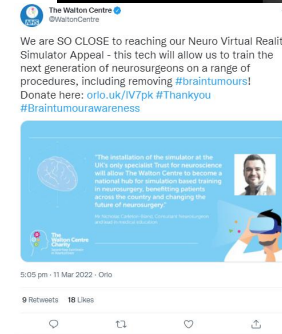 The Walton Centre
@WaltonCentre
NHS
We are SO CLOSE to reaching our Neuro Virtual Realit
Simulator Appeal - this tech will allow us to train the
next generation of neurosurgeons on a range of
procedures, including removing #braintumours!
Donate here: orlo.uk/IV7pk #Thankyou
#Braintumourawareness
"The installation of the simulator at the
UK's only specialist Trust for neuroscience
will allow The Walton Centre to become a
national hub for simulation based training
in neurosurgery, benefitting patients
across the country and changing the
future of neurosurgery."
The
Walton Centre
Charity
5:05 pm · 11 Mar 2022 · Orlo
9 Retweets 18 Likes